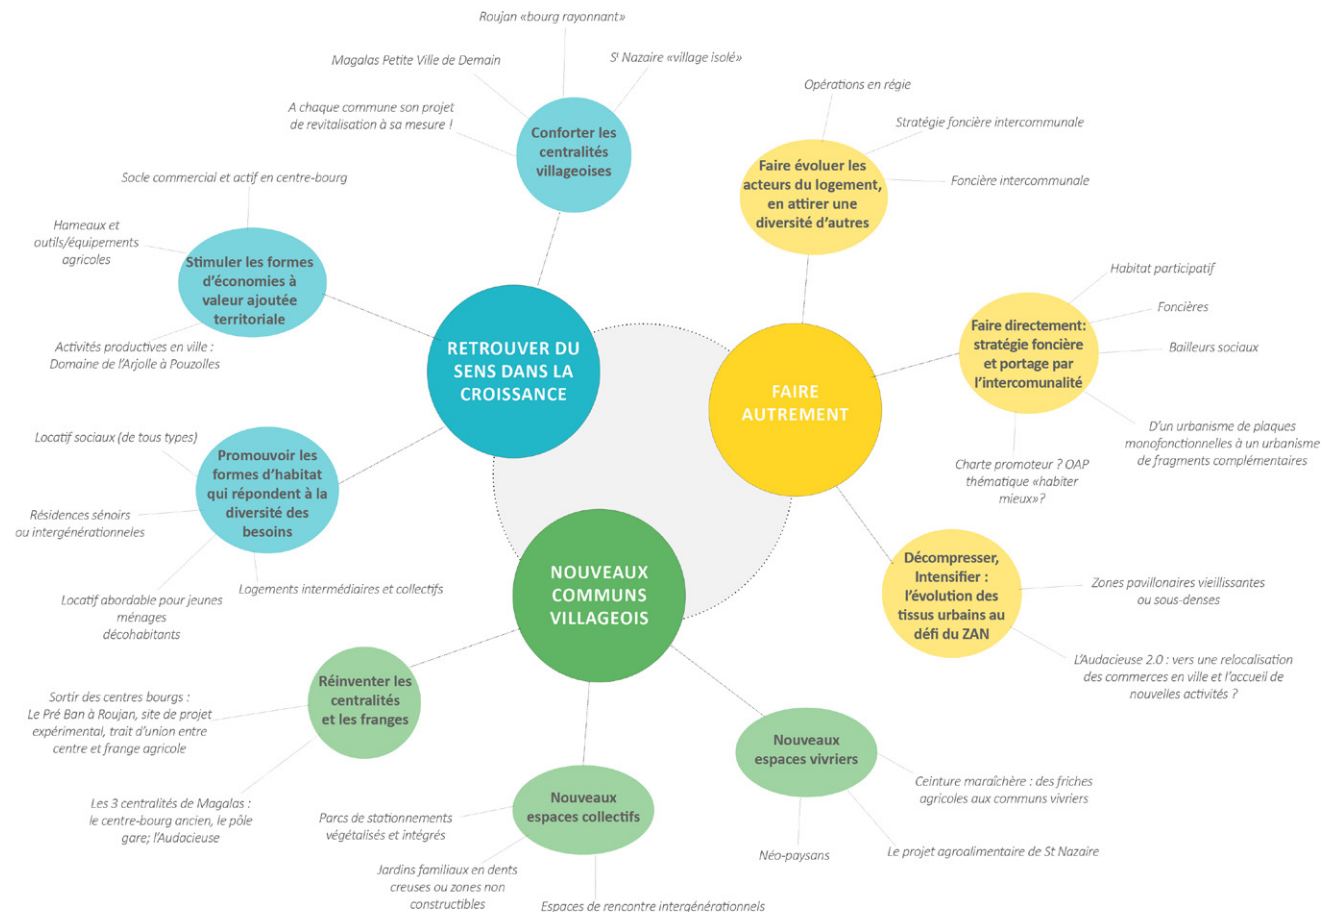 Roujan «bourg rayonnant»
Magalas Petite Ville de Demain
Sᵗ Nazaire «village isolé»
A chaque commune son projet
de revitalisation à sa mesure !
Conforter les
centralités
villageoises
Socle commercial et actif en centre-bourg
Hameaux et
outils/équipements
agricoles
Stimuler les formes
d'économies à
valeur ajoutée
territoriale
Activités productives en ville :
Domaine de l'Arjolle à Pouzolles
RETROUVER DU
SENS DANS LA
CROISSANCE
Locatif sociaux (de tous types)
Promouvoir les
formes d'habitat
qui répondent à la
diversité des
besoins
Résidences sénoirs
ou intergénérationneles
Locatif abordable pour jeunes
ménages
décohabitants
Logements intermédiaires et collectifs
Opérations en régie
Stratégie foncière intercommunale
Foncière intercommunale
Faire évoluer les
acteurs du logement,
en attirer une
diversité d'autres
FAIRE
AUTREMENT
Habitat participatif
Foncières
Bailleurs sociaux
Faire directement:
stratégie foncière
et portage par
l'intercomunalité
D'un urbanisme de plaques
monofonctionnelles à un urbanisme
de fragments complémentaires
Charte promoteur ? OAP
thématique «habiter
mieux»?
Décompresser,
Intensifier :
l'évolution des
tissus urbains au
défi du ZAN
Zones pavillonaires vieillissantes
ou sous-denses
L'Audacieuse 2.0 : vers une relocalisation
des commerces en ville et l'accueil de
nouvelles activités ?
NOUVEAUX
COMMUNS
VILLAGEOIS
Réinventer les
centralités
et les franges
Sortir des centres bourgs :
Le Pré Ban à Roujan, site de projet
expérimental, trait d'union entre
centre et frange agricole
Les 3 centralités de Magalas :
le centre-bourg ancien, le pôle
gare; l'Audacieuse
Nouveaux
espaces collectifs
Parcs de stationnements
végétalisés et intégrés
Jardins familiaux en dents
creuses ou zones non
constructibles
Espaces de rencontre intergénérationnels
Nouveaux
espaces vivriers
Ceinture maraîchère : des friches
agricoles aux communs vivriers
Néo-paysans
Le projet agroalimentaire de St Nazaire